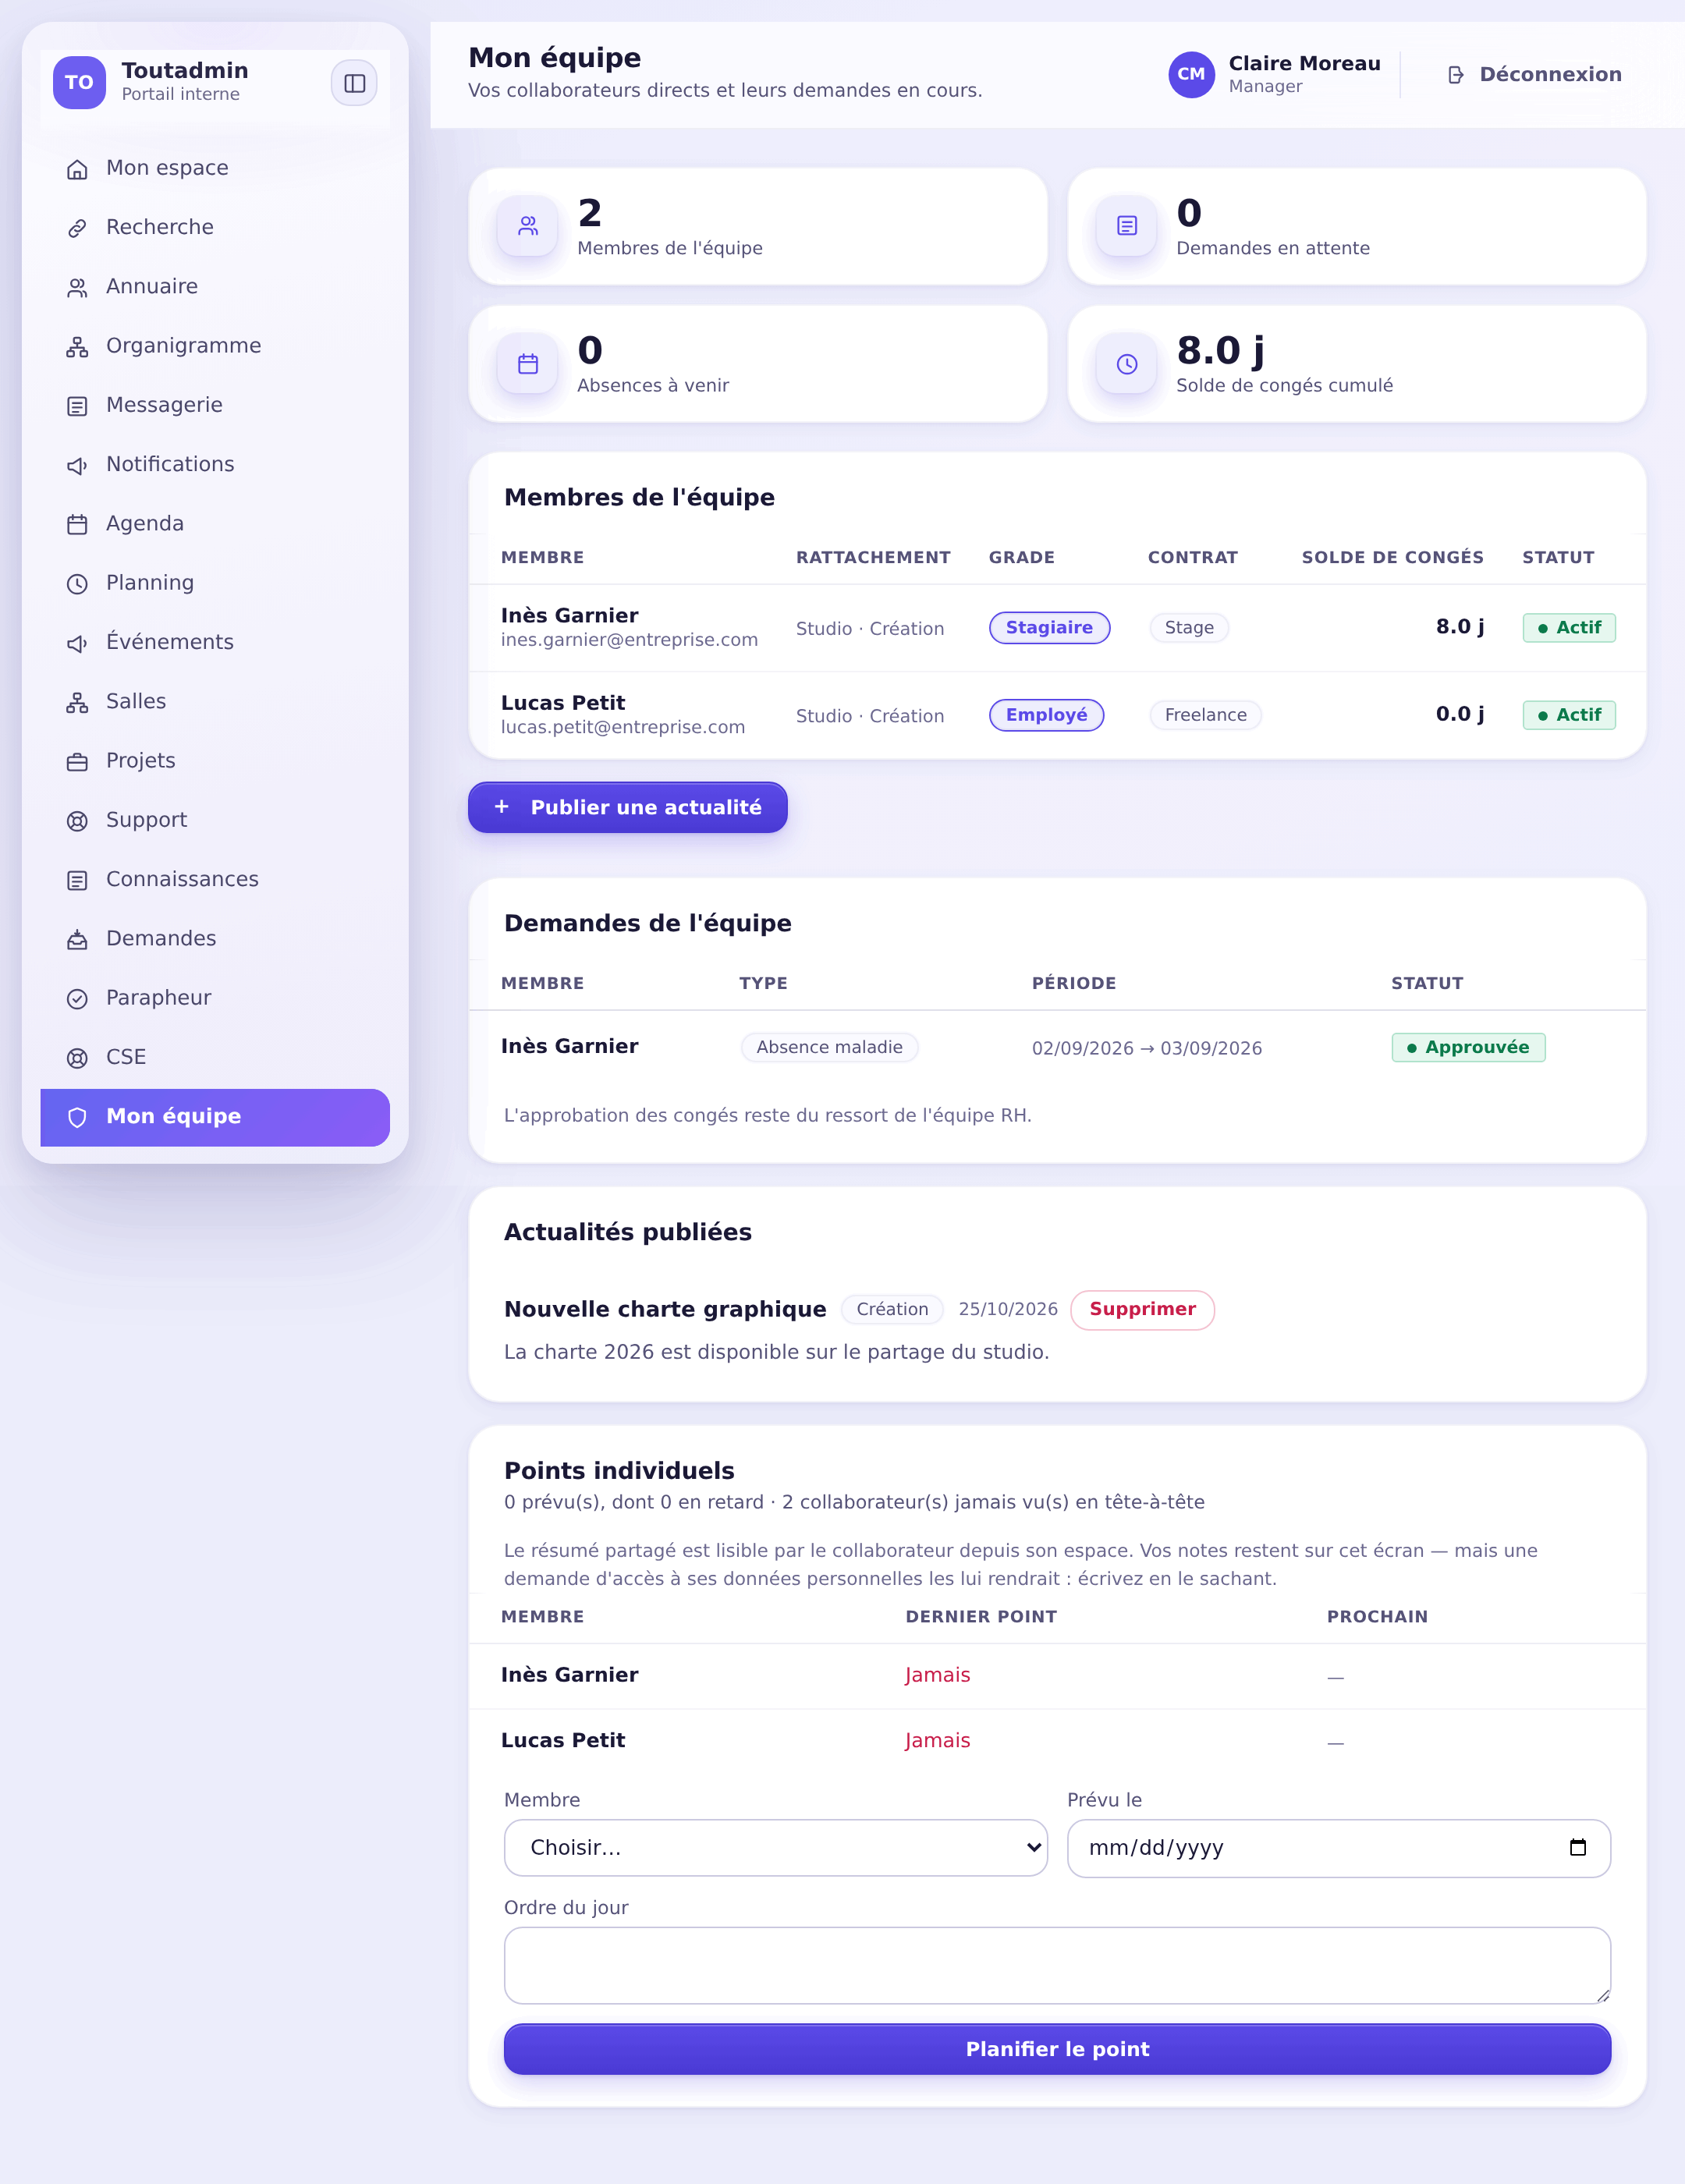 TO
Toutadmin
Portail interne
Mon espace
Recherche
Annuaire
Organigramme
Messagerie
Notifications
Agenda
Planning
Événements
Salles
Projets
Support
Connaissances
Demandes
Parapheur
CSE
Mon équipe
Mon équipe
Vos collaborateurs directs et leurs demandes en cours.
CM
Claire Moreau
Manager
Déconnexion
2
Membres de l'équipe
0
Demandes en attente
0
Absences à venir
8.0 j
Solde de congés cumulé
Membres de l'équipe
MEMBRE RATTACHEMENT GRADE CONTRAT SOLDE DE CONGÉS STATUT
Inès Garnier
ines.garnier@entreprise.com
Studio · Création Stagiaire Stage 8.0 j Actif
Lucas Petit
lucas.petit@entreprise.com
Studio · Création Employé Freelance 0.0 j Actif
+ Publier une actualité
Demandes de l'équipe
MEMBRE TYPE PÉRIODE STATUT
Inès Garnier Absence maladie 02/09/2026 → 03/09/2026 Approuvée
L'approbation des congés reste du ressort de l'équipe RH.
Actualités publiées
Nouvelle charte graphique Création 25/10/2026 Supprimer
La charte 2026 est disponible sur le partage du studio.
Points individuels
0 prévu(s), dont 0 en retard · 2 collaborateur(s) jamais vu(s) en tête-à-tête
Le résumé partagé est lisible par le collaborateur depuis son espace. Vos notes restent sur cet écran — mais une
demande d'accès à ses données personnelles les lui rendrait : écrivez en le sachant.
MEMBRE DERNIER POINT PROCHAIN
Inès Garnier Jamais —
Lucas Petit Jamais —
Membre Prévu le
Choisir... mm/dd/yyyy
Ordre du jour
Planifier le point